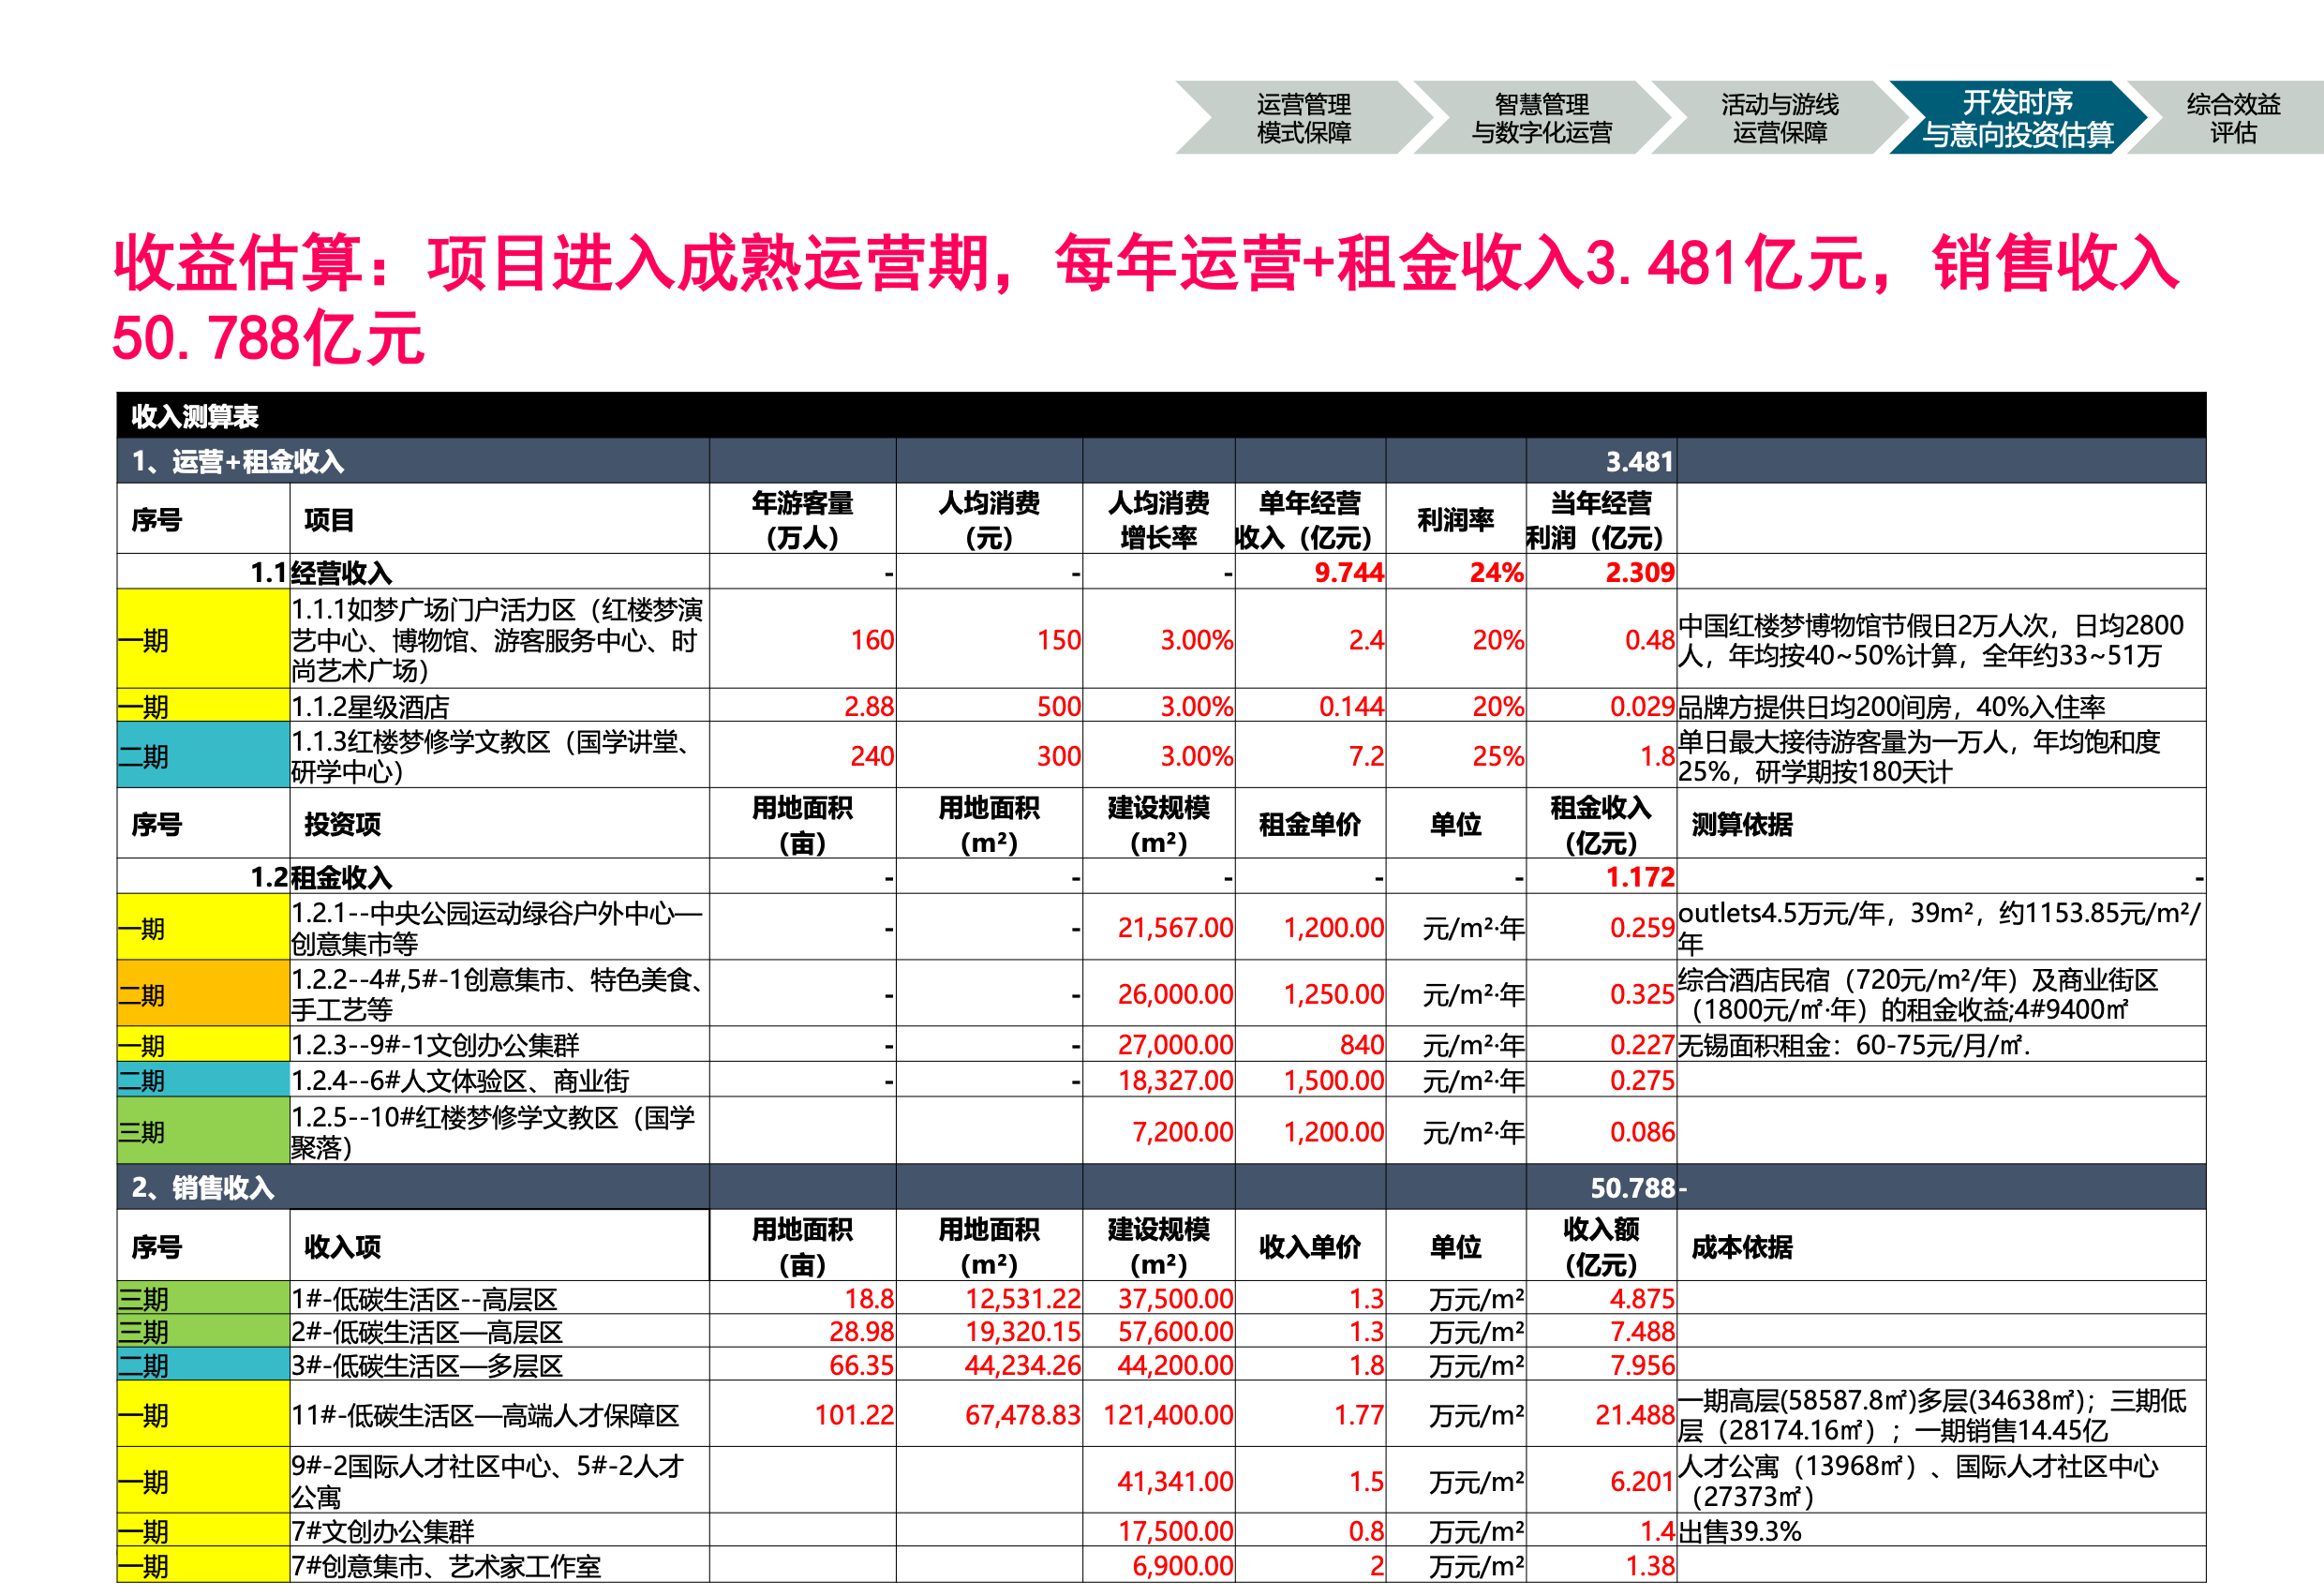 运营管理
模式保障
智慧管理
与数字化运营
活动与游线
运营保障
开发时序
与意向投资估算
综合效益
评估
收益估算：项目进入成熟运营期，每年运营+租金收入3.481亿元，销售收入
50.788亿元
收入测算表
1、运营+租金收入 3.481
序号 项目 年游客量（万人） 人均消费（元） 人均消费增长率 单年经营收入（亿元） 利润率 当年经营利润（亿元）
1.1 经营收入 - - - 9.744 24% 2.309
一期 1.1.1如梦广场门户活力区（红楼梦演艺中心、博物馆、游客服务中心、时尚艺术广场） 160 150 3.00% 2.4 20% 0.48 中国红楼梦博物馆节假日2万人次，日均2800人，年均按40~50%计算，全年约33~51万
一期 1.1.2星级酒店 2.88 500 3.00% 0.144 20% 0.029 品牌方提供日均200间房，40%入住率
二期 1.1.3红楼梦修学文教区（国学讲堂、研学中心） 240 300 3.00% 7.2 25% 1.8 单日最大接待游客量为一万人，年均饱和度25%，研学期按180天计
序号 投资项 用地面积（亩） 用地面积（m²） 建设规模（m²） 租金单价 单位 租金收入（亿元） 测算依据
1.2 租金收入 - - - - - 1.172 -
一期 1.2.1--中央公园运动绿谷户外中心—创意集市等 - - 21,567.00 1,200.00 元/m²·年 0.259 outlets4.5万元/年，39m²，约1153.85元/m²/年
二期 1.2.2--4#,5#-1创意集市、特色美食、手工艺等 - - 26,000.00 1,250.00 元/m²·年 0.325 综合酒店民宿（720元/m²/年）及商业街区（1800元/㎡·年）的租金收益;4#9400㎡
一期 1.2.3--9#-1文创办公集群 - - 27,000.00 840 元/m²·年 0.227 无锡面积租金：60-75元/月/㎡.
二期 1.2.4--6#人文体验区、商业街 - - 18,327.00 1,500.00 元/m²·年 0.275
三期 1.2.5--10#红楼梦修学文教区（国学聚落） 7,200.00 1,200.00 元/m²·年 0.086
2、销售收入 50.788 -
序号 收入项 用地面积（亩） 用地面积（m²） 建设规模（m²） 收入单价 单位 收入额（亿元） 成本依据
三期 1#-低碳生活区--高层区 18.8 12,531.22 37,500.00 1.3 万元/m² 4.875
三期 2#-低碳生活区—高层区 28.98 19,320.15 57,600.00 1.3 万元/m² 7.488
二期 3#-低碳生活区—多层区 66.35 44,234.26 44,200.00 1.8 万元/m² 7.956
一期 11#-低碳生活区—高端人才保障区 101.22 67,478.83 121,400.00 1.77 万元/m² 21.488 一期高层(58587.8㎡)多层(34638㎡)；三期低层（28174.16㎡）；一期销售14.45亿
一期 9#-2国际人才社区中心、5#-2人才公寓 41,341.00 1.5 万元/m² 6.201 人才公寓（13968㎡）、国际人才社区中心（27373㎡）
一期 7#文创办公集群 17,500.00 0.8 万元/m² 1.4 出售39.3%
一期 7#创意集市、艺术家工作室 6,900.00 2 万元/m² 1.38